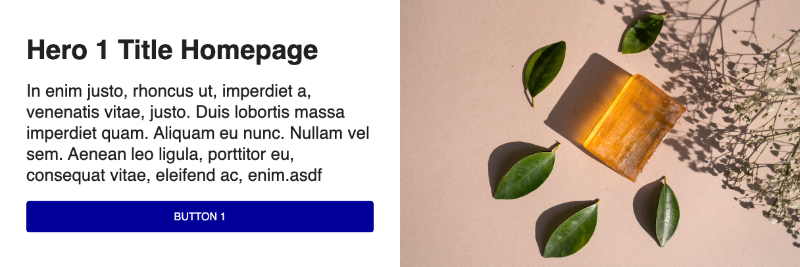 Hero 1 Title Homepage
In enim justo, rhoncus ut, imperdiet a,
venenatis vitae, justo. Duis lobortis massa
imperdiet quam. Aliquam eu nunc. Nullam vel
sem. Aenean leo ligula, porttitor eu,
consequat vitae, eleifend ac, enim.asdf
BUTTON 1